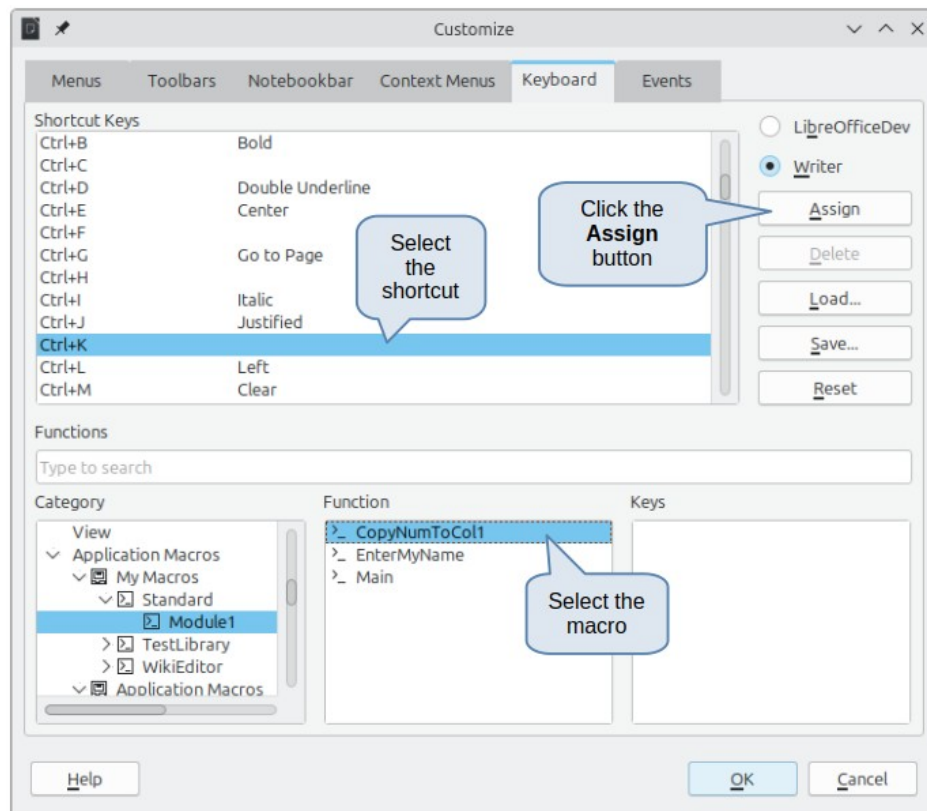 Customize
Menus Toolbars Notebookbar Context Menus Keyboard Events
Shortcut Keys
Ctrl+B Bold
Ctrl+C
Ctrl+D Double Underline
Ctrl+E Center
Ctrl+F
Ctrl+G Go to Page
Ctrl+H
Ctrl+I Italic
Ctrl+J Justified
Ctrl+K
Ctrl+L Left
Ctrl+M Clear
Select
the
shortcut
Click the
Assign
button
LibreOfficeDev
Writer
Assign
Delete
Load...
Save...
Reset
Functions
Type to search
Category
View
Application Macros
My Macros
Standard
Module1
TestLibrary
WikiEditor
Application Macros
Function
CopyNumToCol1
EnterMyName
Main
Select the
macro
Keys
Help
OK
Cancel